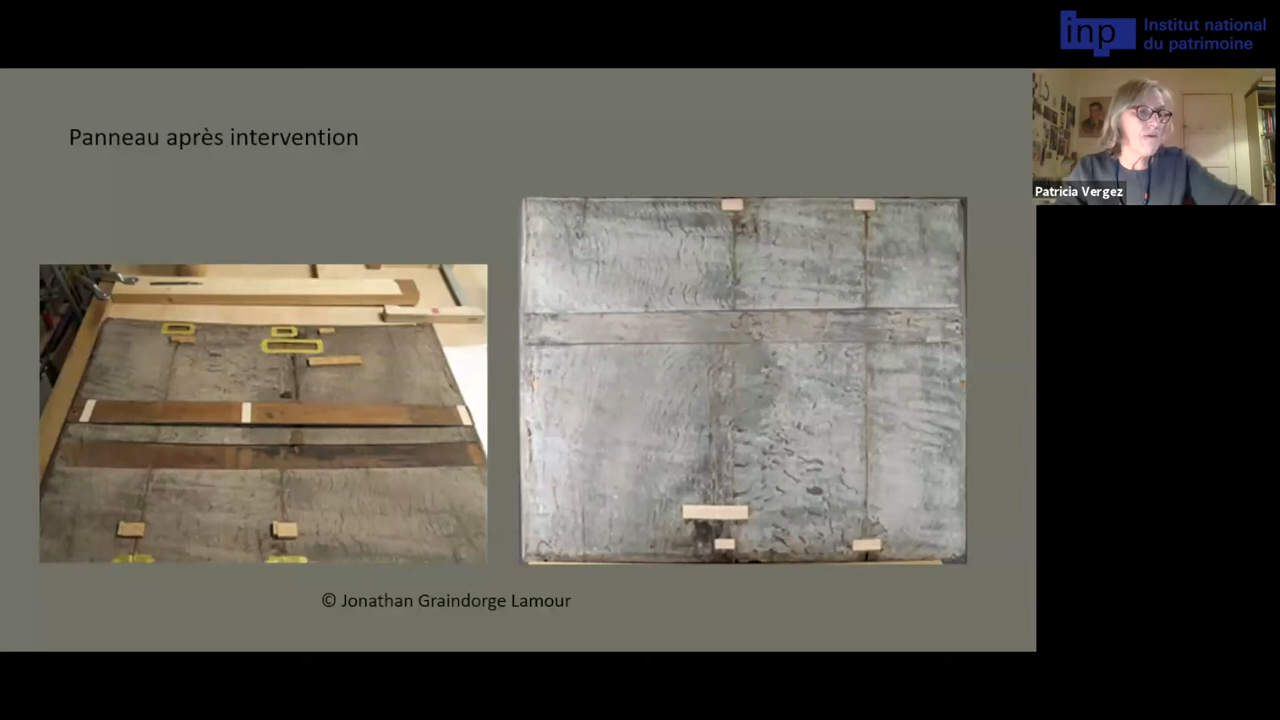 inp
Institut national
du patrimoine
Panneau après intervention
Patricia Vergez
© Jonathan Graindorge Lamour